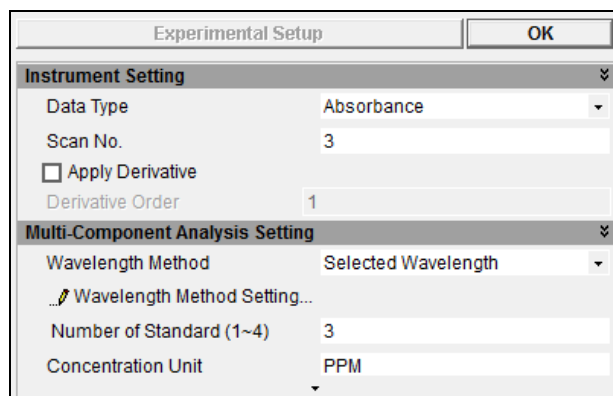 Experimental Setup OK
Instrument Setting
Data Type Absorbance
Scan No. 3
Apply Derivative
Derivative Order 1
Multi-Component Analysis Setting
Wavelength Method Selected Wavelength
Wavelength Method Setting...
Number of Standard (1~4) 3
Concentration Unit PPM